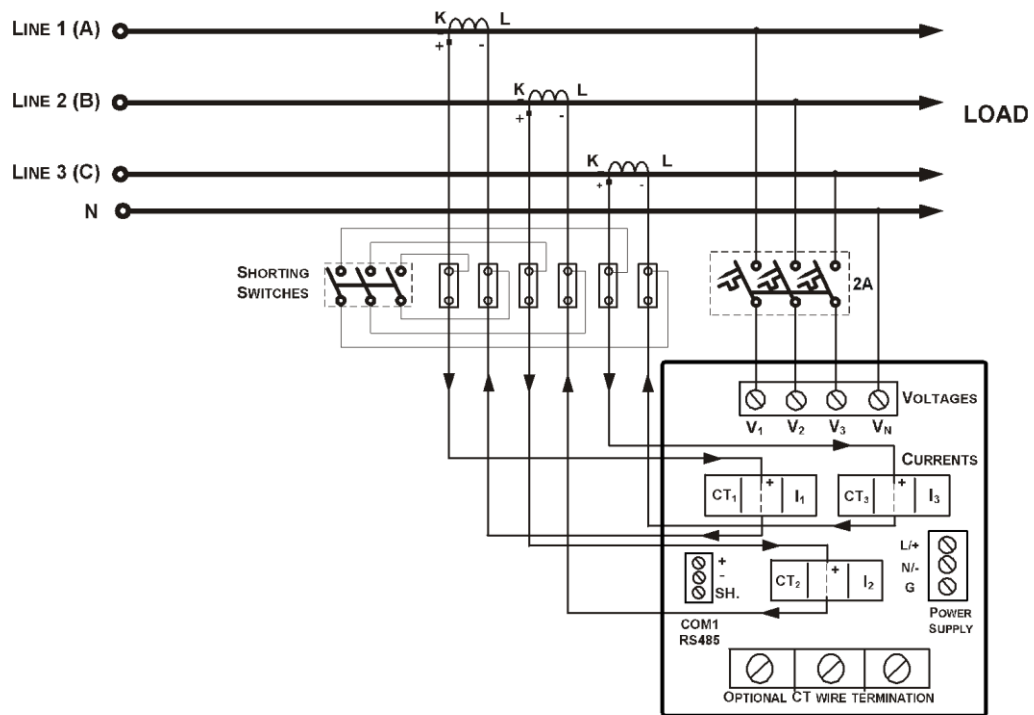 K L
LINE 1 (A)
+ -
K L
LINE 2 (B)
+ -
LOAD
K L
LINE 3 (C)
+ -
N
SHORTING
SWITCHES
2A
VOLTAGES
V1 V2 V3 VN
CURRENTS
CT1 + I1
CT3 + I3
L/+
N/-
G
POWER
SUPPLY
+
-
SH.
COM1
RS485
CT2 + I2
OPTIONAL CT WIRE TERMINATION